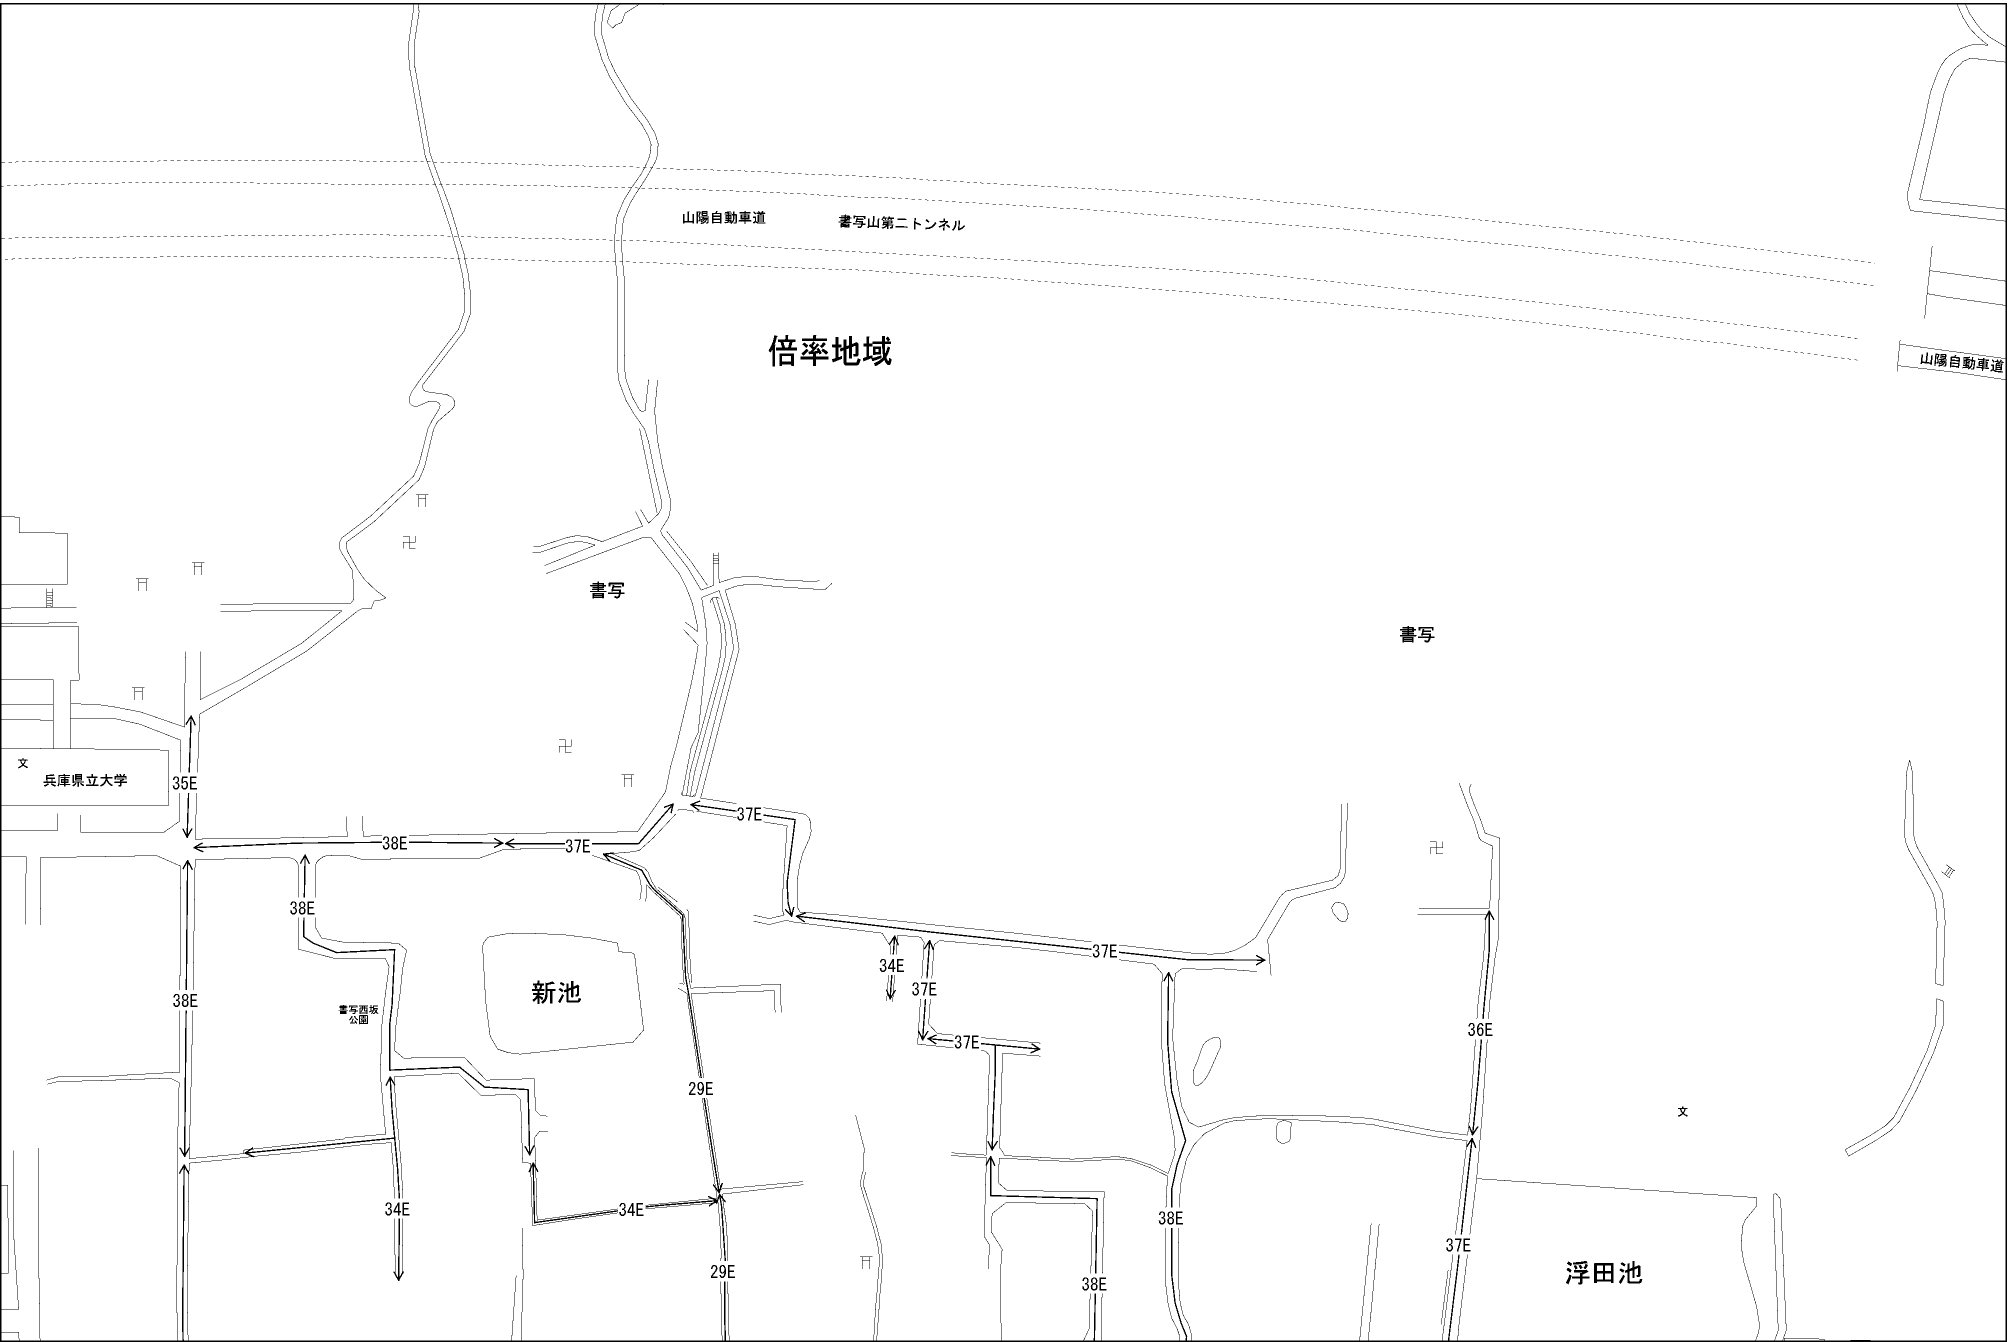 山陽自動車道
書写山第二トンネル
倍率地域
山陽自動車道
書写
書写
文
兵庫県立大学
35E
37E
38E
37E
38E
37E
34E
新池
37E
38E
書写西坂
公園
36E
37E
29E
文
34E
34E
38E
37E
29E
38E
浮田池